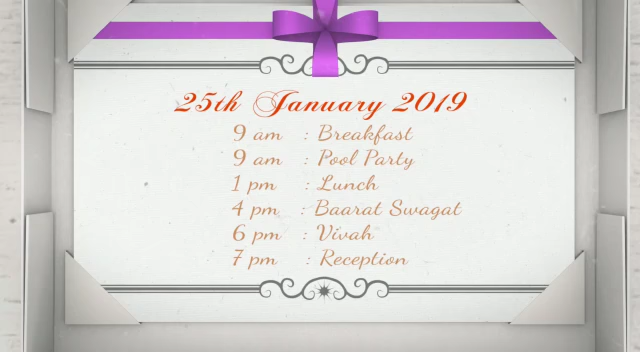 25th January 2019
9 am : Breakfast
9 am : Pool Party
1 pm : Lunch
4 pm : Baarat Swagat
6 pm : Vivah
7 pm : Reception